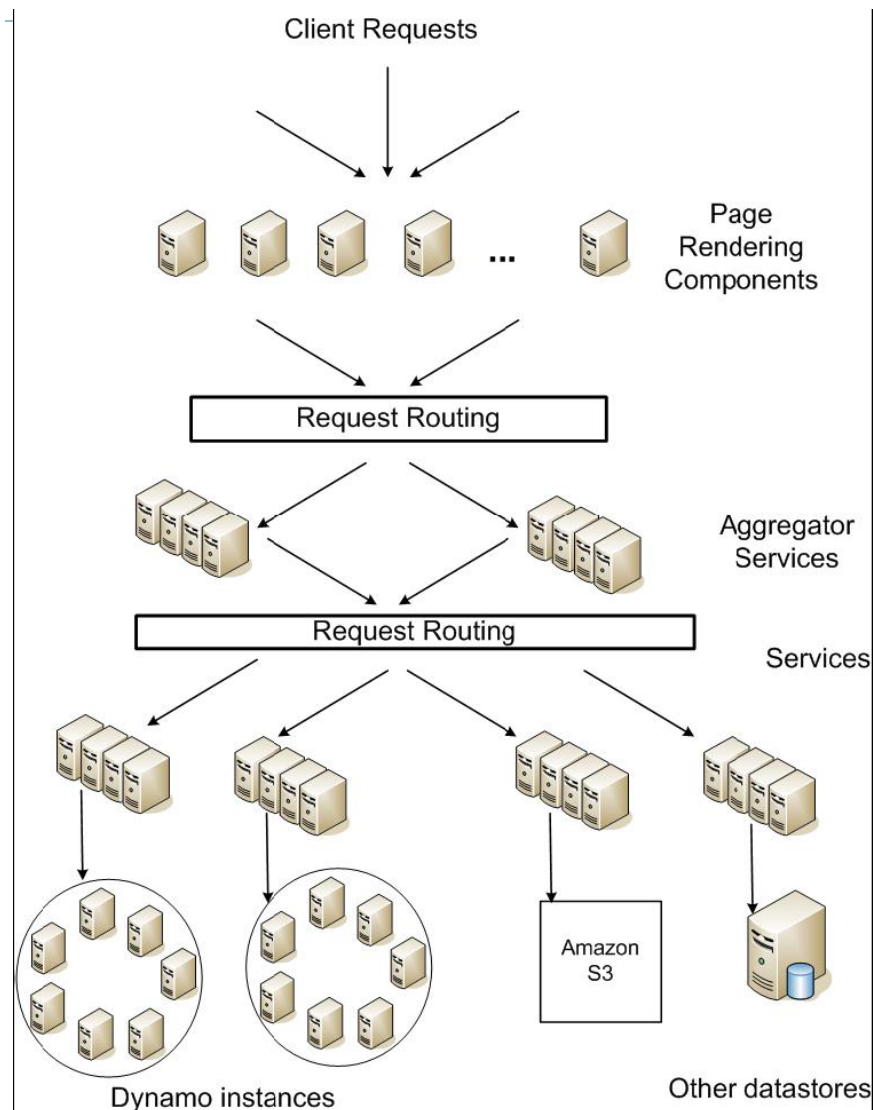 Client Requests
Page
Rendering
Components
...
Request Routing
Aggregator
Services
Request Routing
Services
Amazon
S3
Dynamo instances
Other datastores